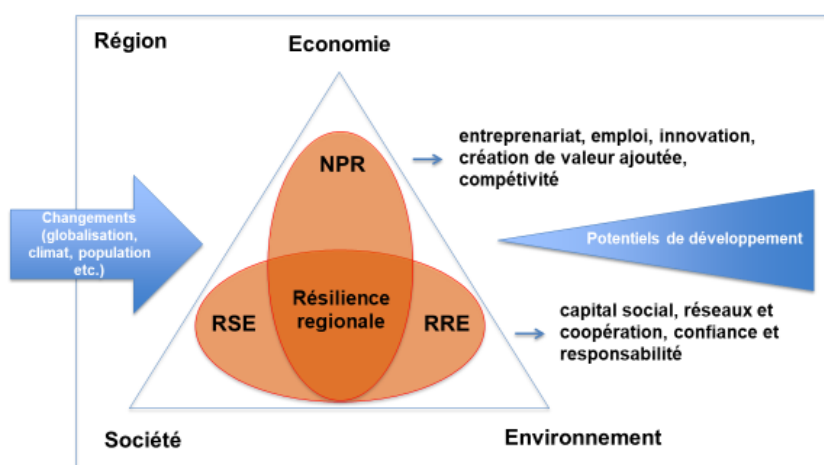 Région
Economie
entreprenariat, emploi, innovation,
création de valeur ajoutée,
compétivité
NPR
Changements
(globalisation,
climat, population
etc.)
Potentiels de développement
Résilience
regionale
RSE
RRE
capital social, réseaux et
coopération, confiance et
responsabilité
Société
Environnement